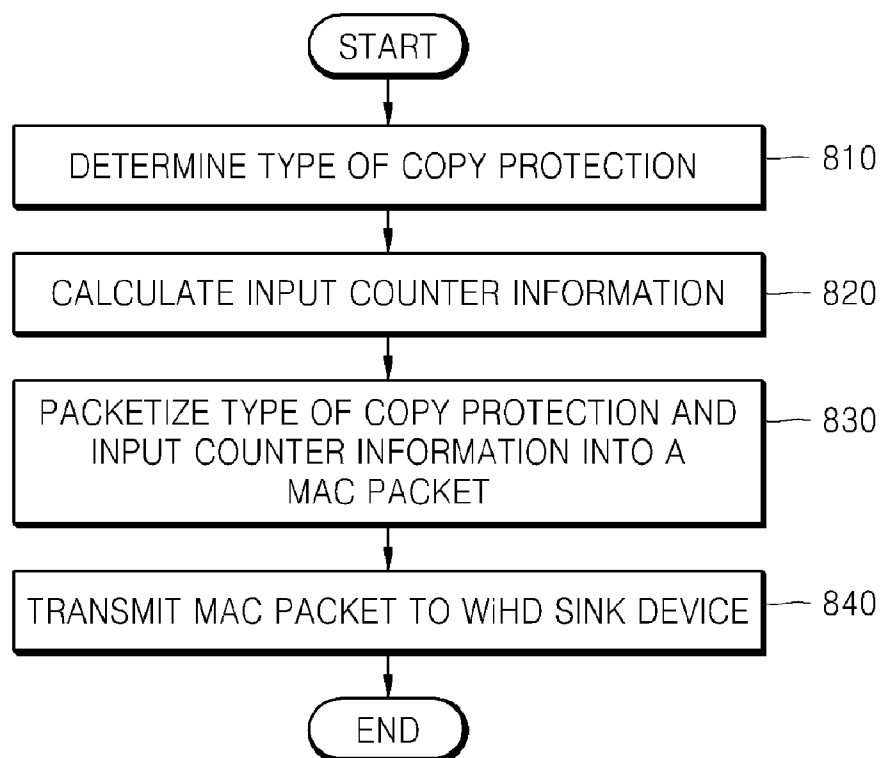 START
DETERMINE TYPE OF COPY PROTECTION
810
CALCULATE INPUT COUNTER INFORMATION
820
PACKETIZE TYPE OF COPY PROTECTION AND
INPUT COUNTER INFORMATION INTO A
MAC PACKET
830
TRANSMIT MAC PACKET TO WiHD SINK DEVICE
840
END